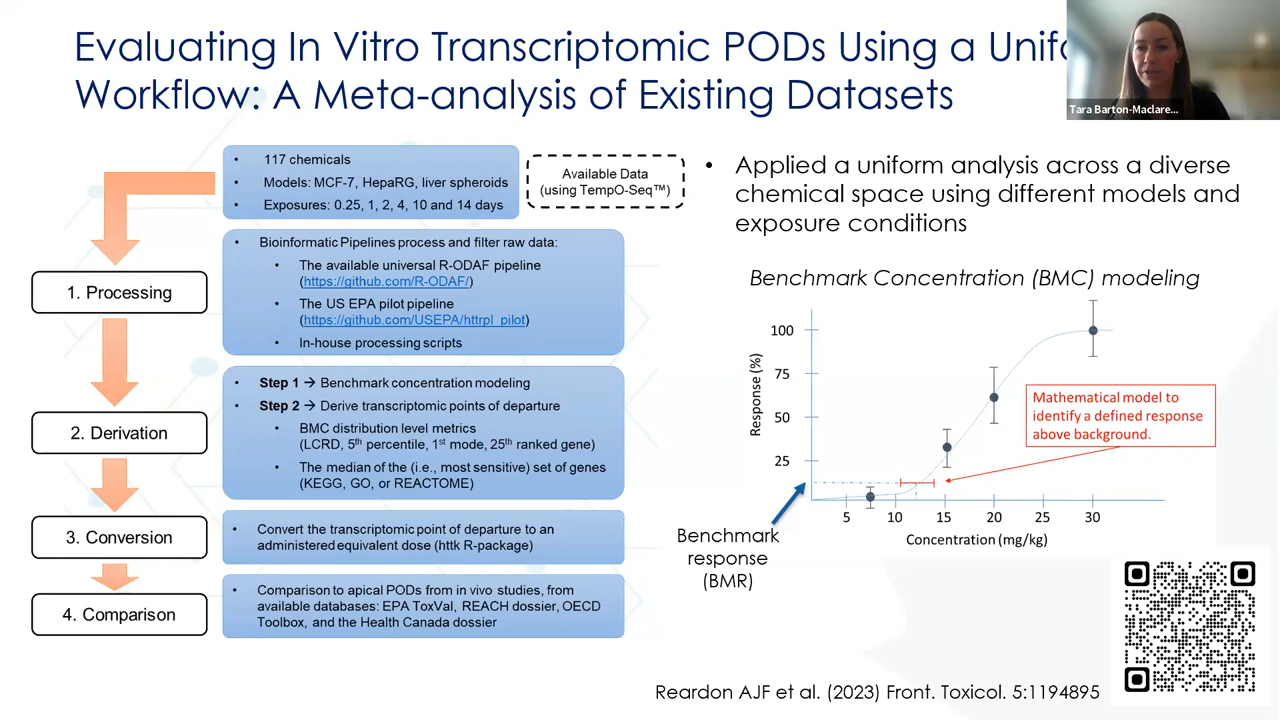 Evaluating In Vitro Transcriptomic PODs Using a
Workflow: A Meta-analysis of Existing Datasets
Tara Barton-Maclare...
• 117 chemicals
• Models: MCF-7, HepaRG, liver spheroids
• Exposures: 0.25, 1, 2, 4, 10 and 14 days
Available Data
(using TempO-Seq™)
1. Processing
• Bioinformatic Pipelines process and filter raw data:
• The available universal R-ODAF pipeline
(https://github.com/R-ODAF/)
• The US EPA pilot pipeline
(https://github.com/USEPA/httrpl_pilot)
• In-house processing scripts
2. Derivation
• Step 1 → Benchmark concentration modeling
• Step 2 → Derive transcriptomic points of departure
• BMC distribution level metrics
(LCRD, 5th percentile, 1st mode, 25th ranked gene)
• The median of the (i.e., most sensitive) set of genes
(KEGG, GO, or REACTOME)
3. Conversion
• Convert the transcriptomic point of departure to an
administered equivalent dose (httk R-package)
4. Comparison
• Comparison to apical PODs from in vivo studies, from
available databases: EPA ToxVal, REACH dossier, OECD
Toolbox, and the Health Canada dossier
• Applied a uniform analysis across a diverse
chemical space using different models and
exposure conditions
Benchmark Concentration (BMC) modeling
Response (%)
100
75
50
25
5 10 15 20 25 30
Concentration (mg/kg)
Mathematical model to
identify a defined response
above background.
Benchmark
response
(BMR)
Reardon AJF et al. (2023) Front. Toxicol. 5:1194895